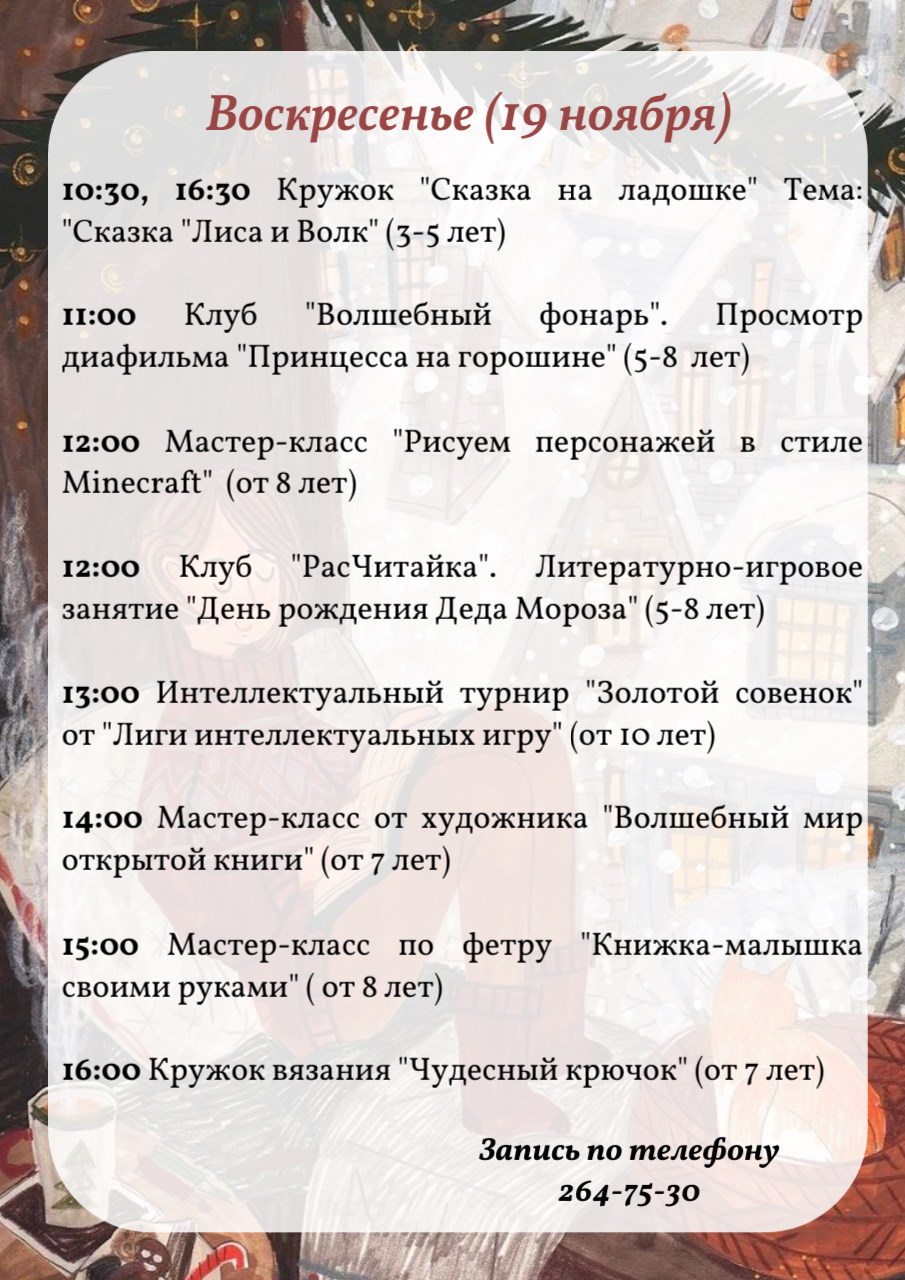 Воскресенье (19 ноября)
10:30, 16:30 Кружок "Сказка на ладошке" Тема:
"Сказка "Лиса и Волк" (3-5 лет)
11:00 Клуб "Волшебный фонарь". Просмотр
диафильма "Принцесса на горошине" (5-8 лет)
12:00 Мастер-класс "Рисуем персонажей в стиле
Minecraft" (от 8 лет)
12:00 Клуб "РасЧитайка". Литературно-игровое
занятие "День рождения Деда Мороза" (5-8 лет)
13:00 Интеллектуальный турнир "Золотой совенок"
от "Лиги интеллектуальных игру" (от 10 лет)
14:00 Мастер-класс от художника "Волшебный мир
открытой книги" (от 7 лет)
15:00 Мастер-класс по фетру "Книжка-малышка
своими руками" ( от 8 лет)
16:00 Кружок вязания "Чудесный крючок" (от 7 лет)
Запись по телефону
264-75-30